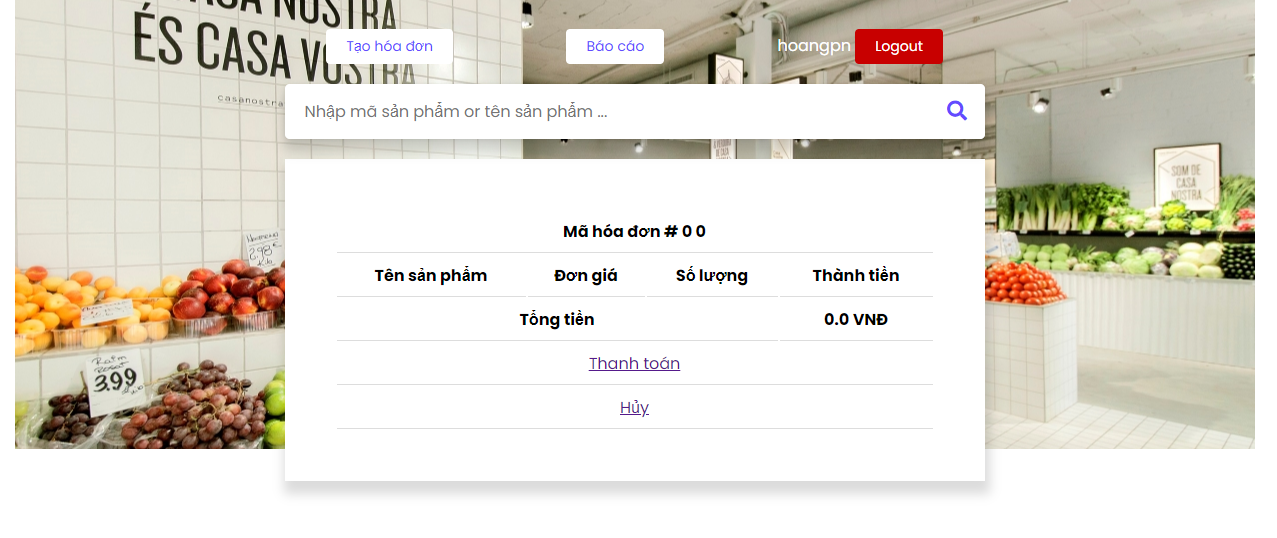 NOSTRA
ÉS CASA VOSTRA
casanostra
Tạo hóa đơn
Báo cáo
hoangpn
Logout
Nhập mã sản phẩm or tên sản phẩm ...
SOM DE
CASA
NOSTRA
Mã hóa đơn # 0 0
Tên sản phẩm Đơn giá Số lượng Thành tiền
Tổng tiền 0.0 VNĐ
Thanh toán
Hủy
3.99